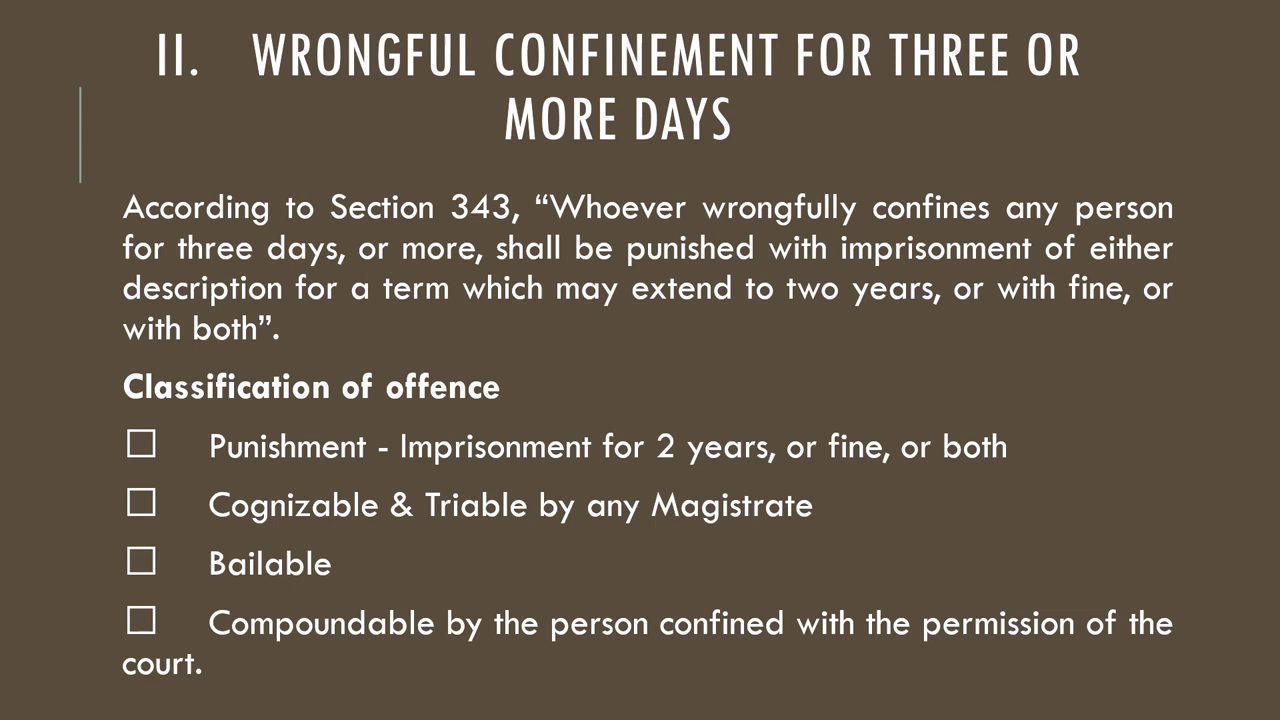 II. WRONGFUL CONFINEMENT FOR THREE OR
MORE DAYS
According to Section 343, “Whoever wrongfully confines any person
for three days, or more, shall be punished with imprisonment of either
description for a term which may extend to two years, or with fine, or
with both”.
Classification of offence
☐ Punishment - Imprisonment for 2 years, or fine, or both
☐ Cognizable & Triable by any Magistrate
☐ Bailable
☐ Compoundable by the person confined with the permission of the
court.